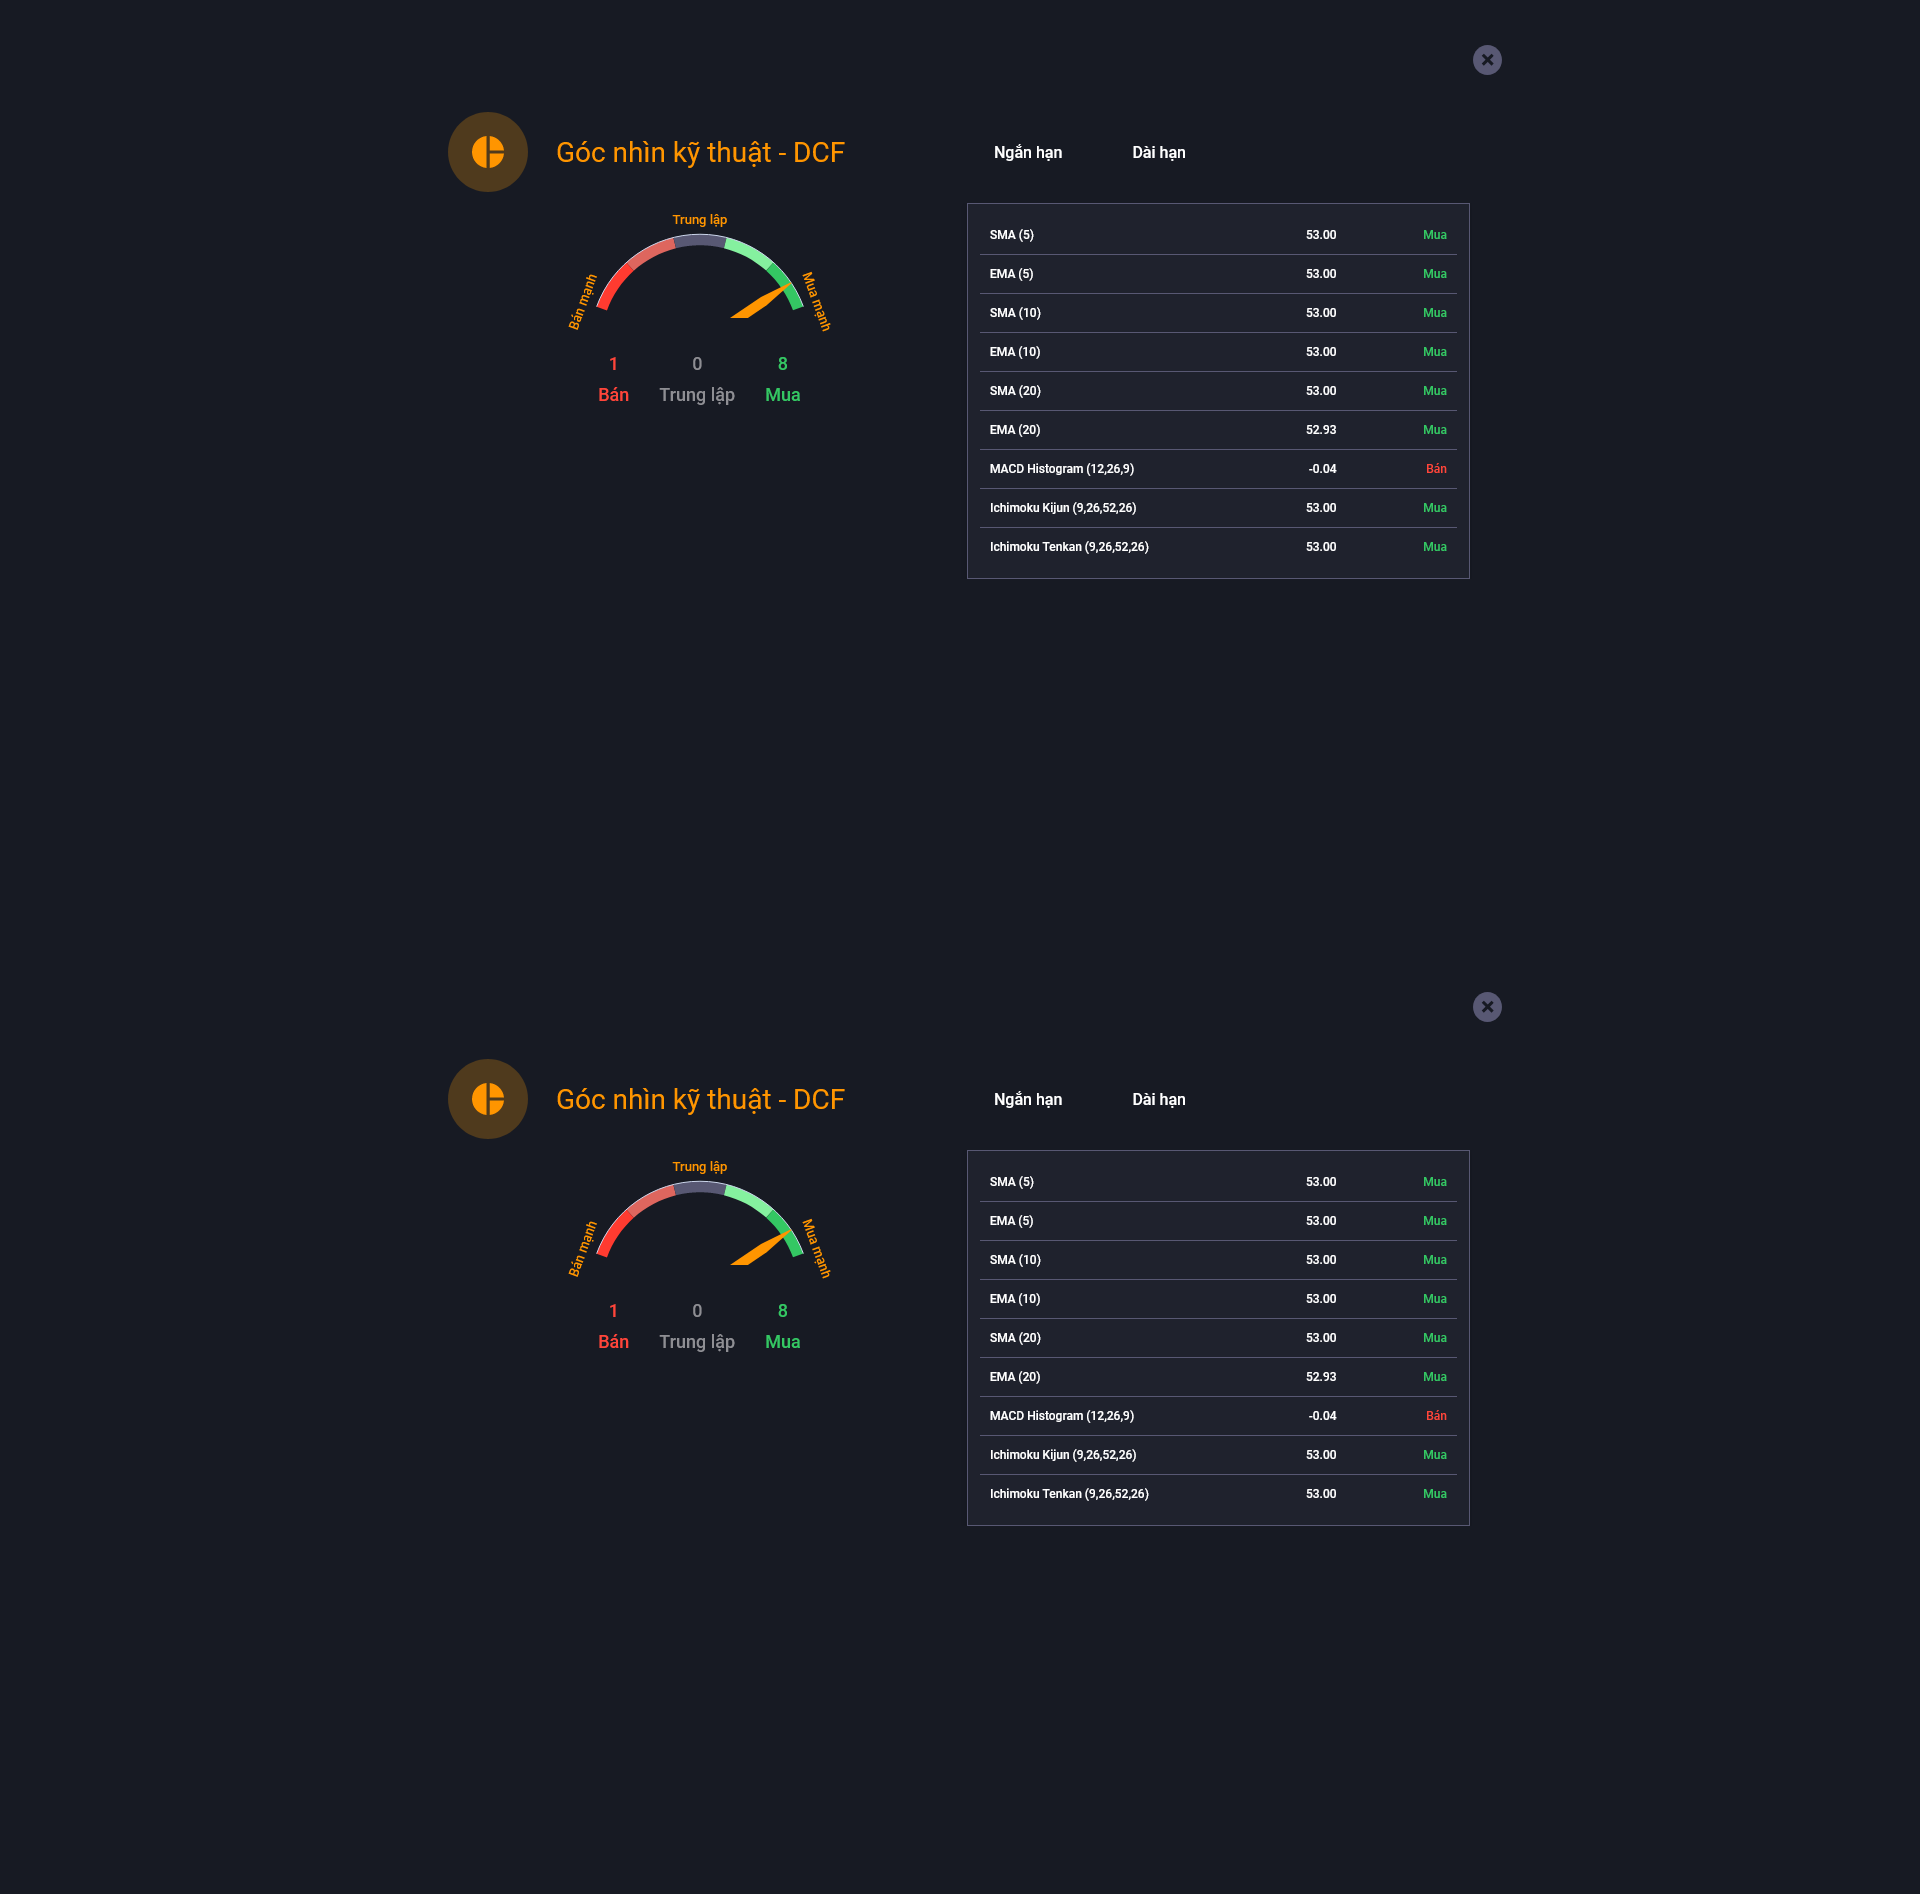 Góc nhìn kỹ thuật - DCF
Trung lập
Bán mạnh
Mua mạnh
1 0 8
Bán Trung lập Mua
Ngắn hạn Dài hạn
SMA (5) 53.00 Mua
EMA (5) 53.00 Mua
SMA (10) 53.00 Mua
EMA (10) 53.00 Mua
SMA (20) 53.00 Mua
EMA (20) 52.93 Mua
MACD Histogram (12,26,9) -0.04 Bán
Ichimoku Kijun (9,26,52,26) 53.00 Mua
Ichimoku Tenkan (9,26,52,26) 53.00 Mua
Góc nhìn kỹ thuật - DCF
Trung lập
Bán mạnh
Mua mạnh
1 0 8
Bán Trung lập Mua
Ngắn hạn Dài hạn
SMA (5) 53.00 Mua
EMA (5) 53.00 Mua
SMA (10) 53.00 Mua
EMA (10) 53.00 Mua
SMA (20) 53.00 Mua
EMA (20) 52.93 Mua
MACD Histogram (12,26,9) -0.04 Bán
Ichimoku Kijun (9,26,52,26) 53.00 Mua
Ichimoku Tenkan (9,26,52,26) 53.00 Mua